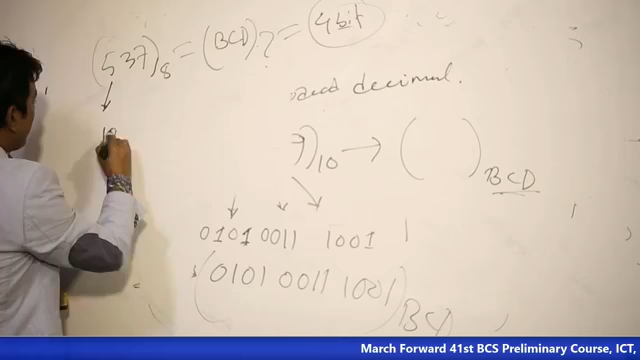 (537)8 = (BCD)? = 4 bit
decimal.
7)10 → ( )BCD
0101 0011 1001
(0101 0011 1001)BCD
March Forward 41st BCS Preliminary Course, ICT,